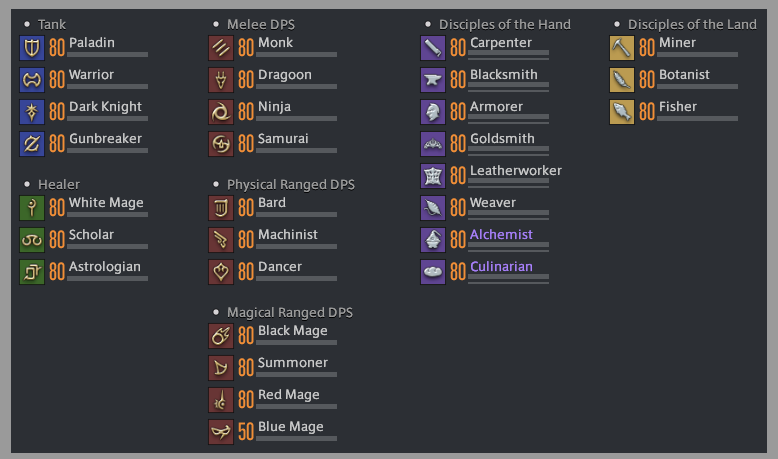 Tank
80 Paladin
80 Warrior
80 Dark Knight
80 Gunbreaker
Healer
80 White Mage
80 Scholar
80 Astrologian
Melee DPS
80 Monk
80 Dragoon
80 Ninja
80 Samurai
Physical Ranged DPS
80 Bard
80 Machinist
80 Dancer
Magical Ranged DPS
80 Black Mage
80 Summoner
80 Red Mage
50 Blue Mage
Disciples of the Hand
80 Carpenter
80 Blacksmith
80 Armorer
80 Goldsmith
80 Leatherworker
80 Weaver
80 Alchemist
80 Culinarian
Disciples of the Land
80 Miner
80 Botanist
80 Fisher